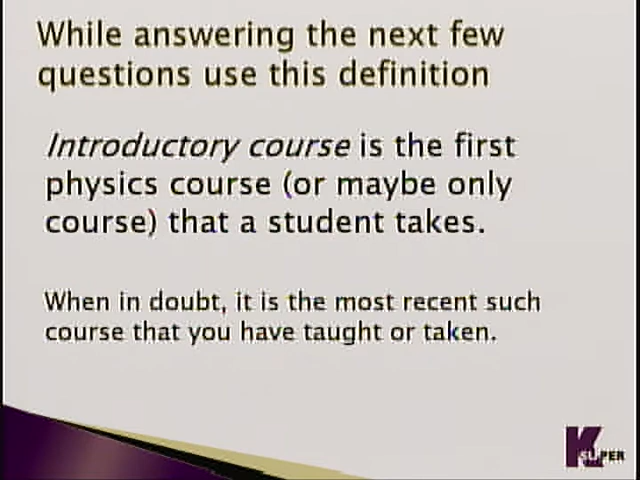 While answering the next few
questions use this definition
Introductory course is the first
physics course (or maybe only
course) that a student takes.
When in doubt, it is the most recent such
course that you have taught or taken.
K-SUPER